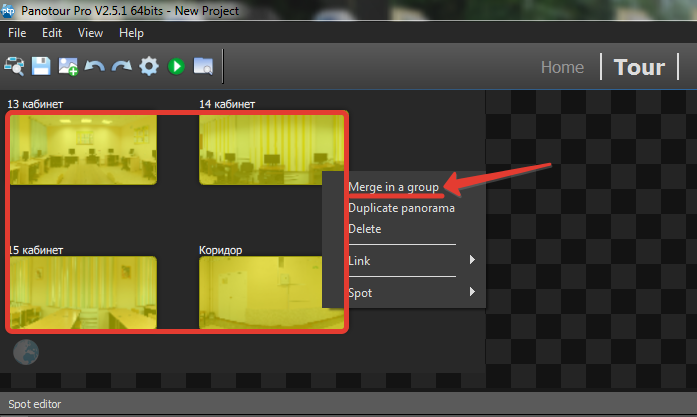 ptp Panotour Pro V2.5.1 64bits - New Project
File Edit View Help
Home Tour
13 кабинет 14 кабинет
Merge in a group
Duplicate panorama
Delete
15 кабинет Коридор
Link
Spot
Spot editor